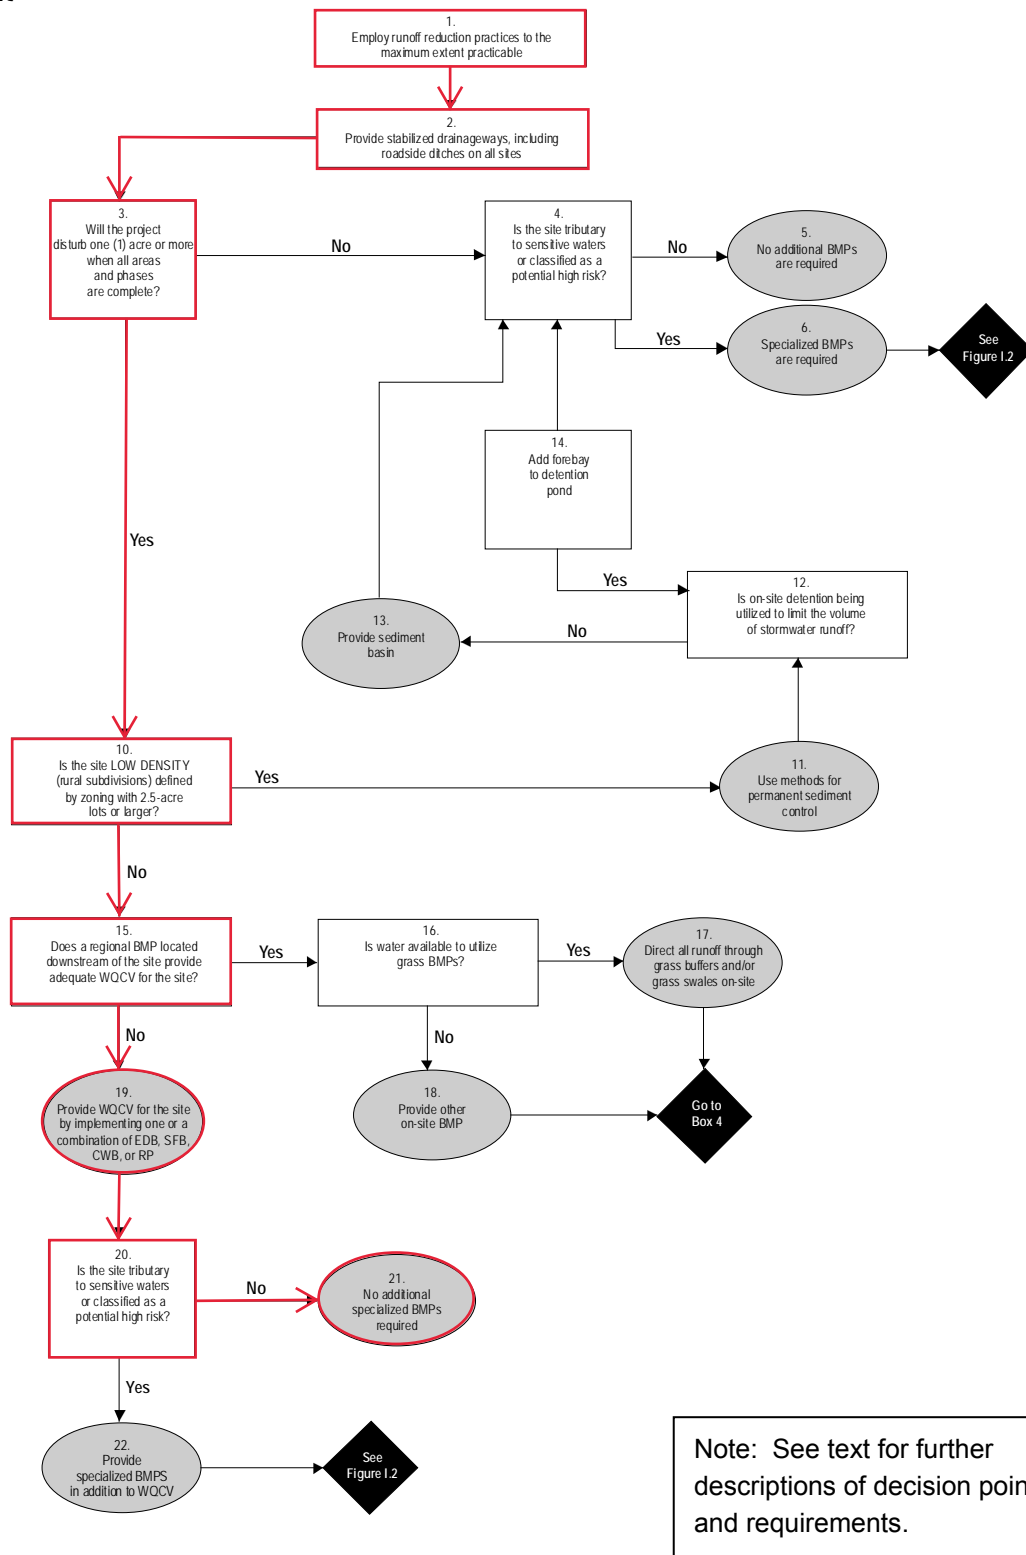 1.
Employ runoff reduction practices to the
maximum extent practicable
2.
Provide stabilized drainageways, including
roadside ditches on all sites
3.
Will the project
disturb one (1) acre or more
when all areas
and phases
are complete?
No
4.
Is the site tributary
to sensitive waters
or classified as a
potential high risk?
No
5.
No additional BMPs
are required
Yes
6.
Specialized BMPs
are required
See
Figure I.2
14.
Add forebay
to detention
pond
Yes
Yes
12.
Is on-site detention being
utilized to limit the volume
of stormwater runoff?
No
13.
Provide sediment
basin
10.
Is the site LOW DENSITY
(rural subdivisions) defined
by zoning with 2.5-acre
lots or larger?
Yes
11.
Use methods for
permanent sediment
control
No
15.
Does a regional BMP located
downstream of the site provide
adequate WQCV for the site?
Yes
16.
Is water available to utilize
grass BMPs?
Yes
17.
Direct all runoff through
grass buffers and/or
grass swales on-site
No
No
19.
Provide WQCV for the site
by implementing one or a
combination of EDB, SFB,
CWB, or RP
18.
Provide other
on-site BMP
Go to
Box 4
20.
Is the site tributary
to sensitive waters
or classified as a
potential high risk?
No
21.
No additional
specialized BMPs
required
Yes
22.
Provide
specialized BMPS
in addition to WQCV
See
Figure I.2
Note: See text for further
descriptions of decision poin
and requirements.